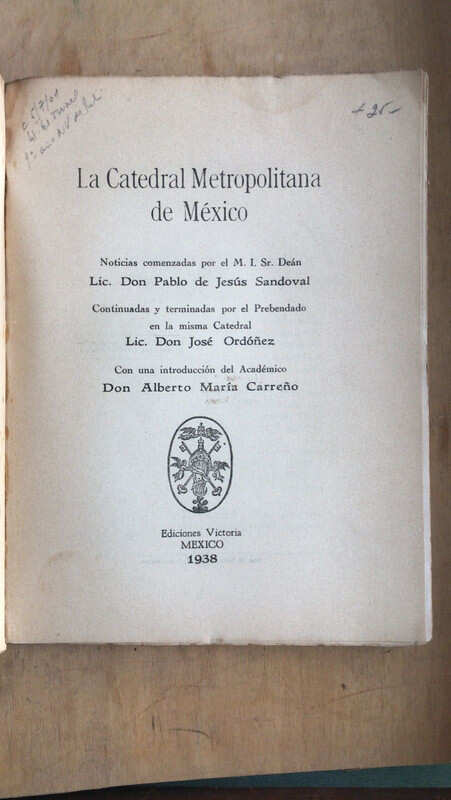 La Catedral Metropolitana
de México
Noticias comenzadas por el M. I. Sr. Deán
Lic. Don Pablo de Jesús Sandoval
Continuadas y terminadas por el Prebendado
en la misma Catedral
Lic. Don José Ordóñez
Con una introducción del Académico
Don Alberto María Carreño
Ediciones Victoria
MEXICO
1938